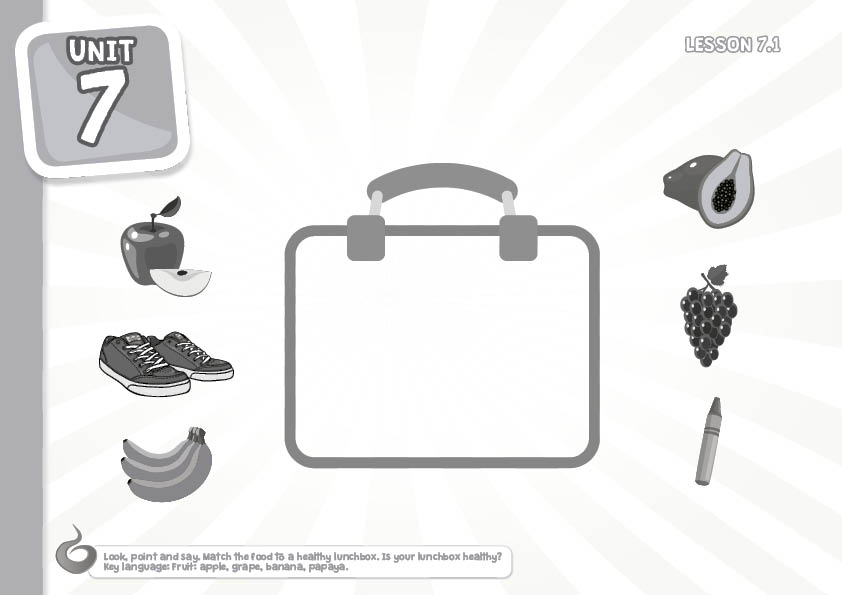 UNIT
7
LESSON 7.1
Look, point and say. Match the food to a healthy lunchbox. Is your lunchbox healthy?
Key language: Fruit: apple, grape, banana, papaya.